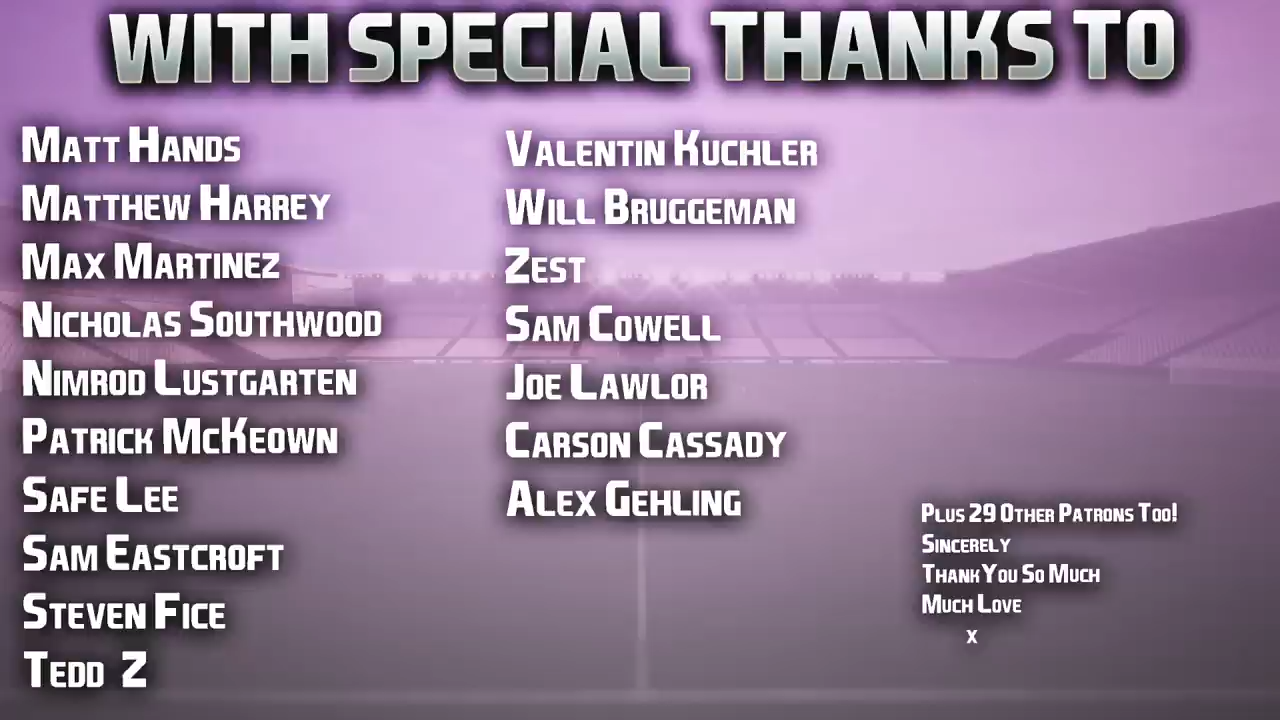 WITH SPECIAL THANKS TO
MATT HANDS
MATTHEW HARREY
MAX MARTINEZ
NICHOLAS SOUTHWOOD
NIMROD LUSTGARTEN
PATRICK MCKEOWN
SAFE LEE
SAM EASTCROFT
STEVEN FICE
TEDD Z
VALENTIN KUCHLER
WILL BRUGGEMAN
ZEST
SAM COWELL
JOE LAWLOR
CARSON CASSADY
ALEX GEHLING
PLUS 29 OTHER PATRONS TOO!
SINCERELY
THANK YOU SO MUCH
MUCH LOVE
X